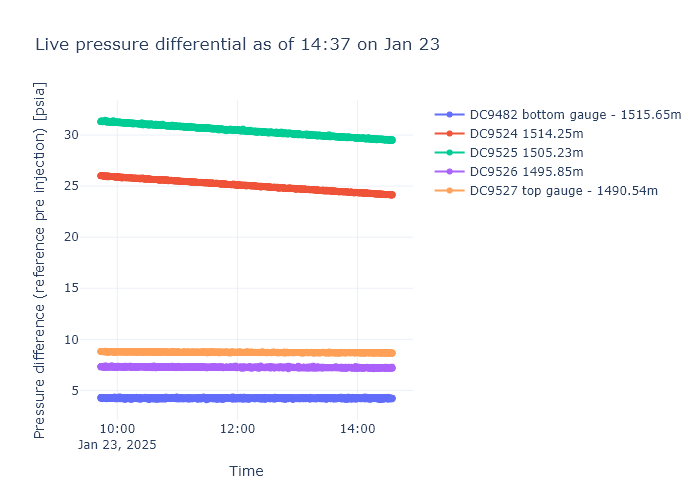 Live pressure differential as of 14:37 on Jan 23
Pressure difference (reference pre injection) [psia]
30
25
20
15
10
5
10:00
12:00
14:00
Jan 23, 2025
Time
DC9482 bottom gauge - 1515.65m
DC9524 1514.25m
DC9525 1505.23m
DC9526 1495.85m
DC9527 top gauge - 1490.54m